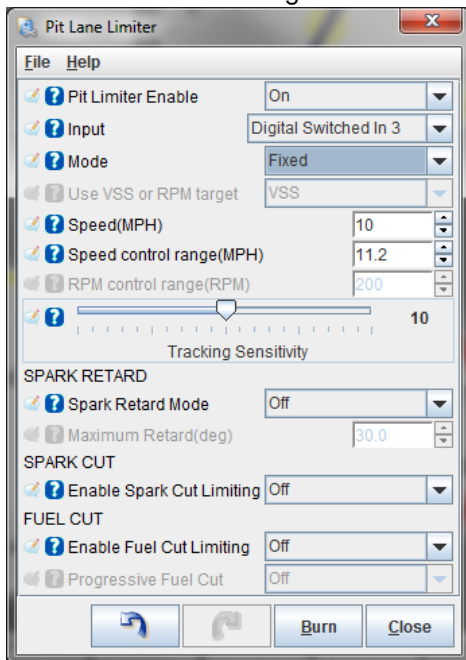 Pit Lane Limiter
File Help
Pit Limiter Enable On
Input Digital Switched In 3
Mode Fixed
Use VSS or RPM target VSS
Speed(MPH) 10
Speed control range(MPH) 11.2
RPM control range(RPM) 200
10
Tracking Sensitivity
SPARK RETARD
Spark Retard Mode Off
Maximum Retard(deg) 30.0
SPARK CUT
Enable Spark Cut Limiting Off
FUEL CUT
Enable Fuel Cut Limiting Off
Progressive Fuel Cut Off
Burn Close